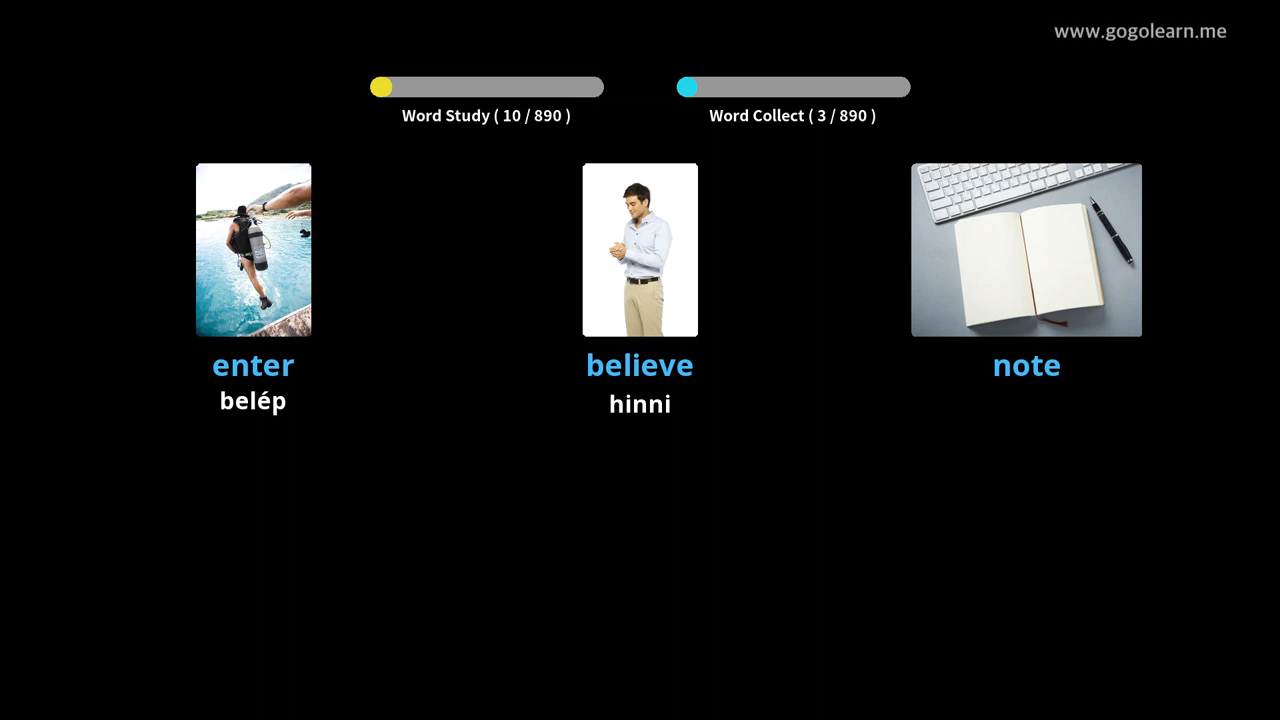 www.gogolearn.me
Word Study ( 10 / 890 )
Word Collect ( 3 / 890 )
enter
belép
believe
hinni
note